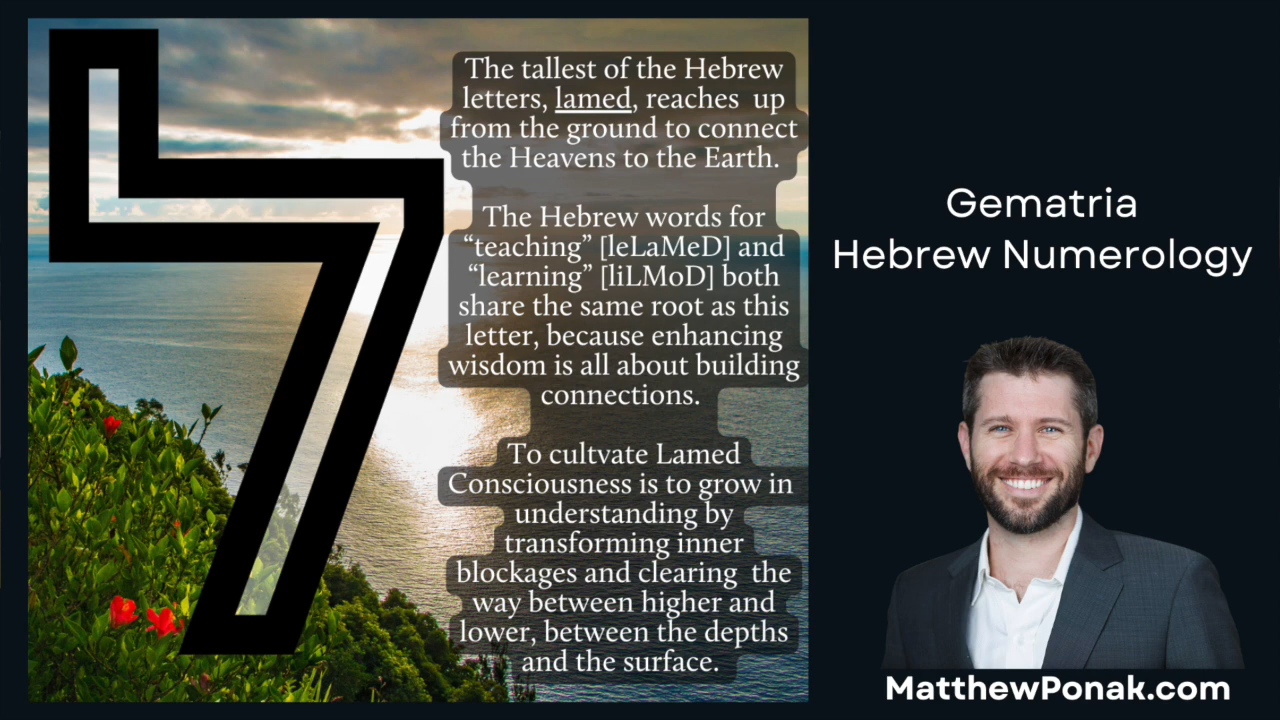 ל
The tallest of the Hebrew
letters, lamed, reaches up
from the ground to connect
the Heavens to the Earth.
The Hebrew words for
“teaching” [leLaMeD] and
“learning” [liLMoD] both
share the same root as this
letter, because enhancing
wisdom is all about building
connections.
To cultvate Lamed
Consciousness is to grow in
understanding by
transforming inner
blockages and clearing the
way between higher and
lower, between the depths
and the surface.
Gematria
Hebrew Numerology
MatthewPonak.com